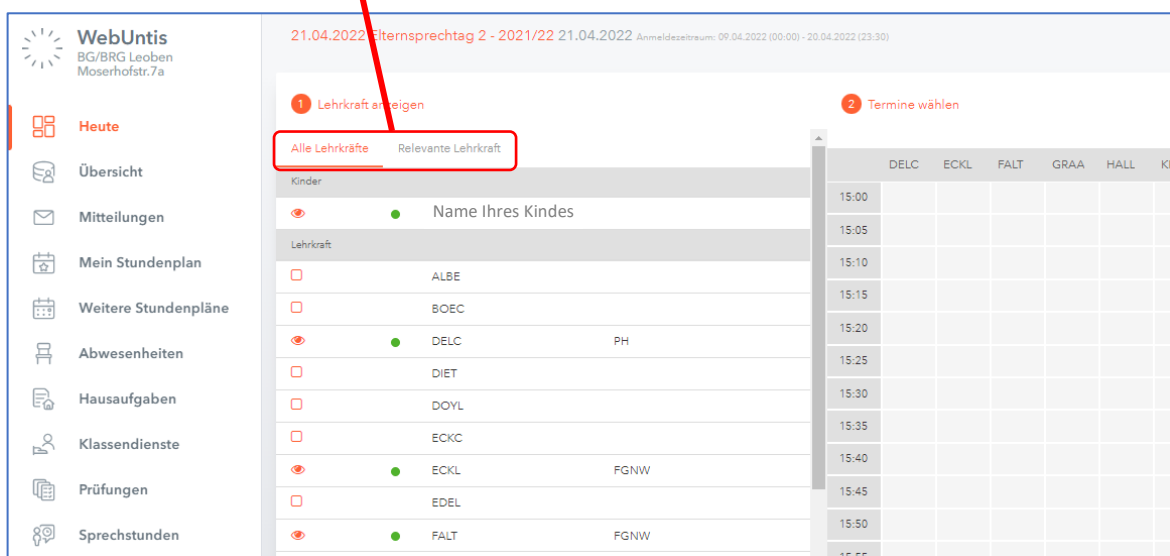 WebUntis
BG/BRG Leoben
Moserhofstr.7a
Heute
Übersicht
Mitteilungen
Mein Stundenplan
Weitere Stundenpläne
Abwesenheiten
Hausaufgaben
Klassendienste
Prüfungen
Sprechstunden
21.04.2022 Elternsprechtag 2 - 2021/22 21.04.2022 Anmeldezeitraum: 09.04.2022 (00:00) - 20.04.2022 (23:30)
1 Lehrkraft anzeigen
Alle Lehrkräfte Relevante Lehrkraft
Kinder
Name Ihres Kindes
Lehrkraft
ALBE
BOEC
DELC PH
DIET
DOYL
ECKC
ECKL FGNW
EDEL
FALT FGNW
2 Termine wählen
DELC ECKL FALT GRAA HALL
15:00
15:05
15:10
15:15
15:20
15:25
15:30
15:35
15:40
15:45
15:50
15:55